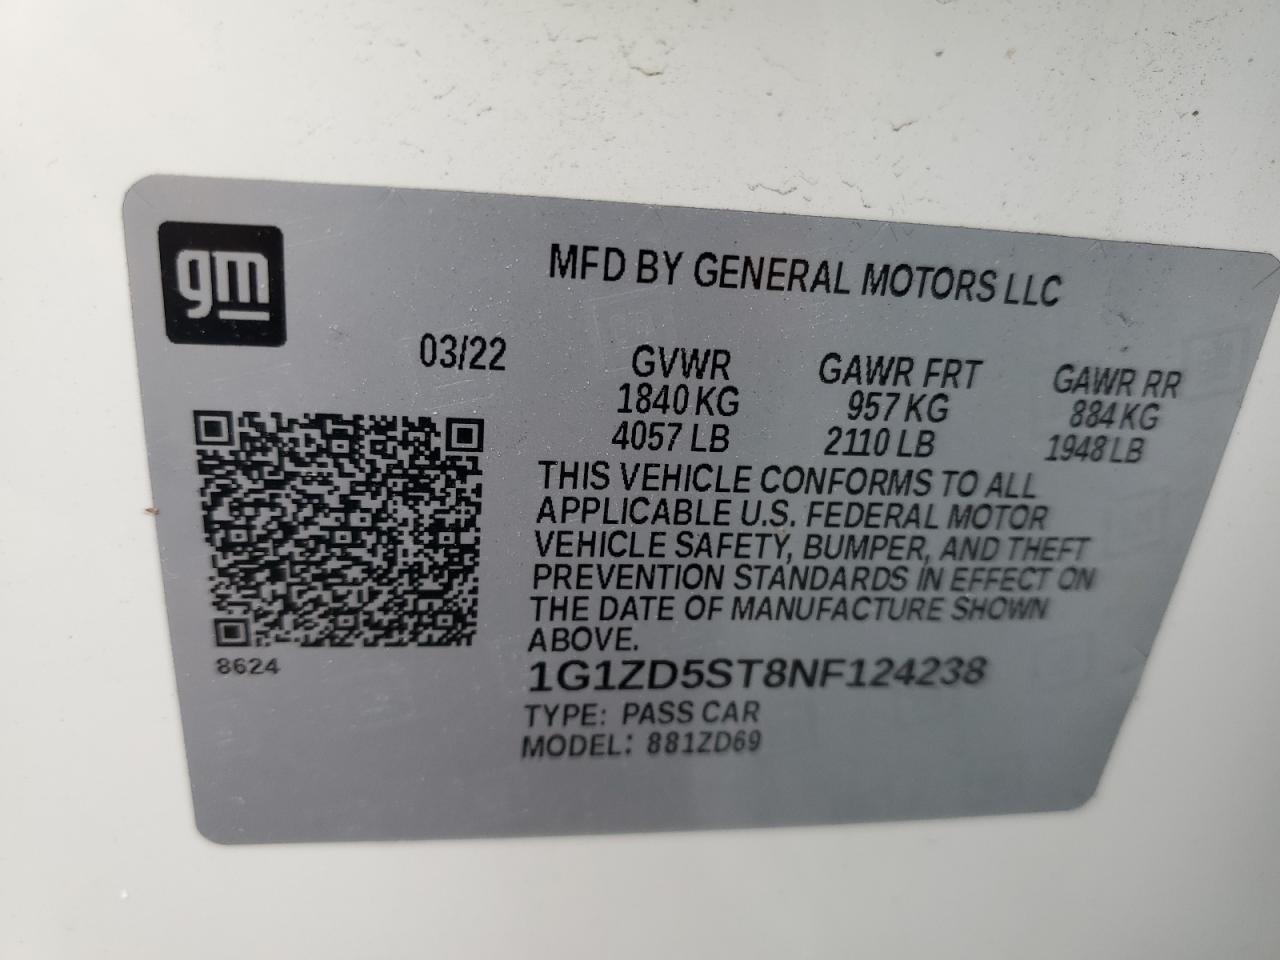 gm
MFD BY GENERAL MOTORS LLC
03/22
GVWR GAWR FRT GAWR RR
1840 KG 957 KG 884 KG
4057 LB 2110 LB 1948 LB
THIS VEHICLE CONFORMS TO ALL
APPLICABLE U.S. FEDERAL MOTOR
VEHICLE SAFETY, BUMPER, AND THEFT
PREVENTION STANDARDS IN EFFECT ON
THE DATE OF MANUFACTURE SHOWN
ABOVE.
8624
1G1ZD5ST8NF124238
TYPE: PASS CAR
MODEL: 881ZD69